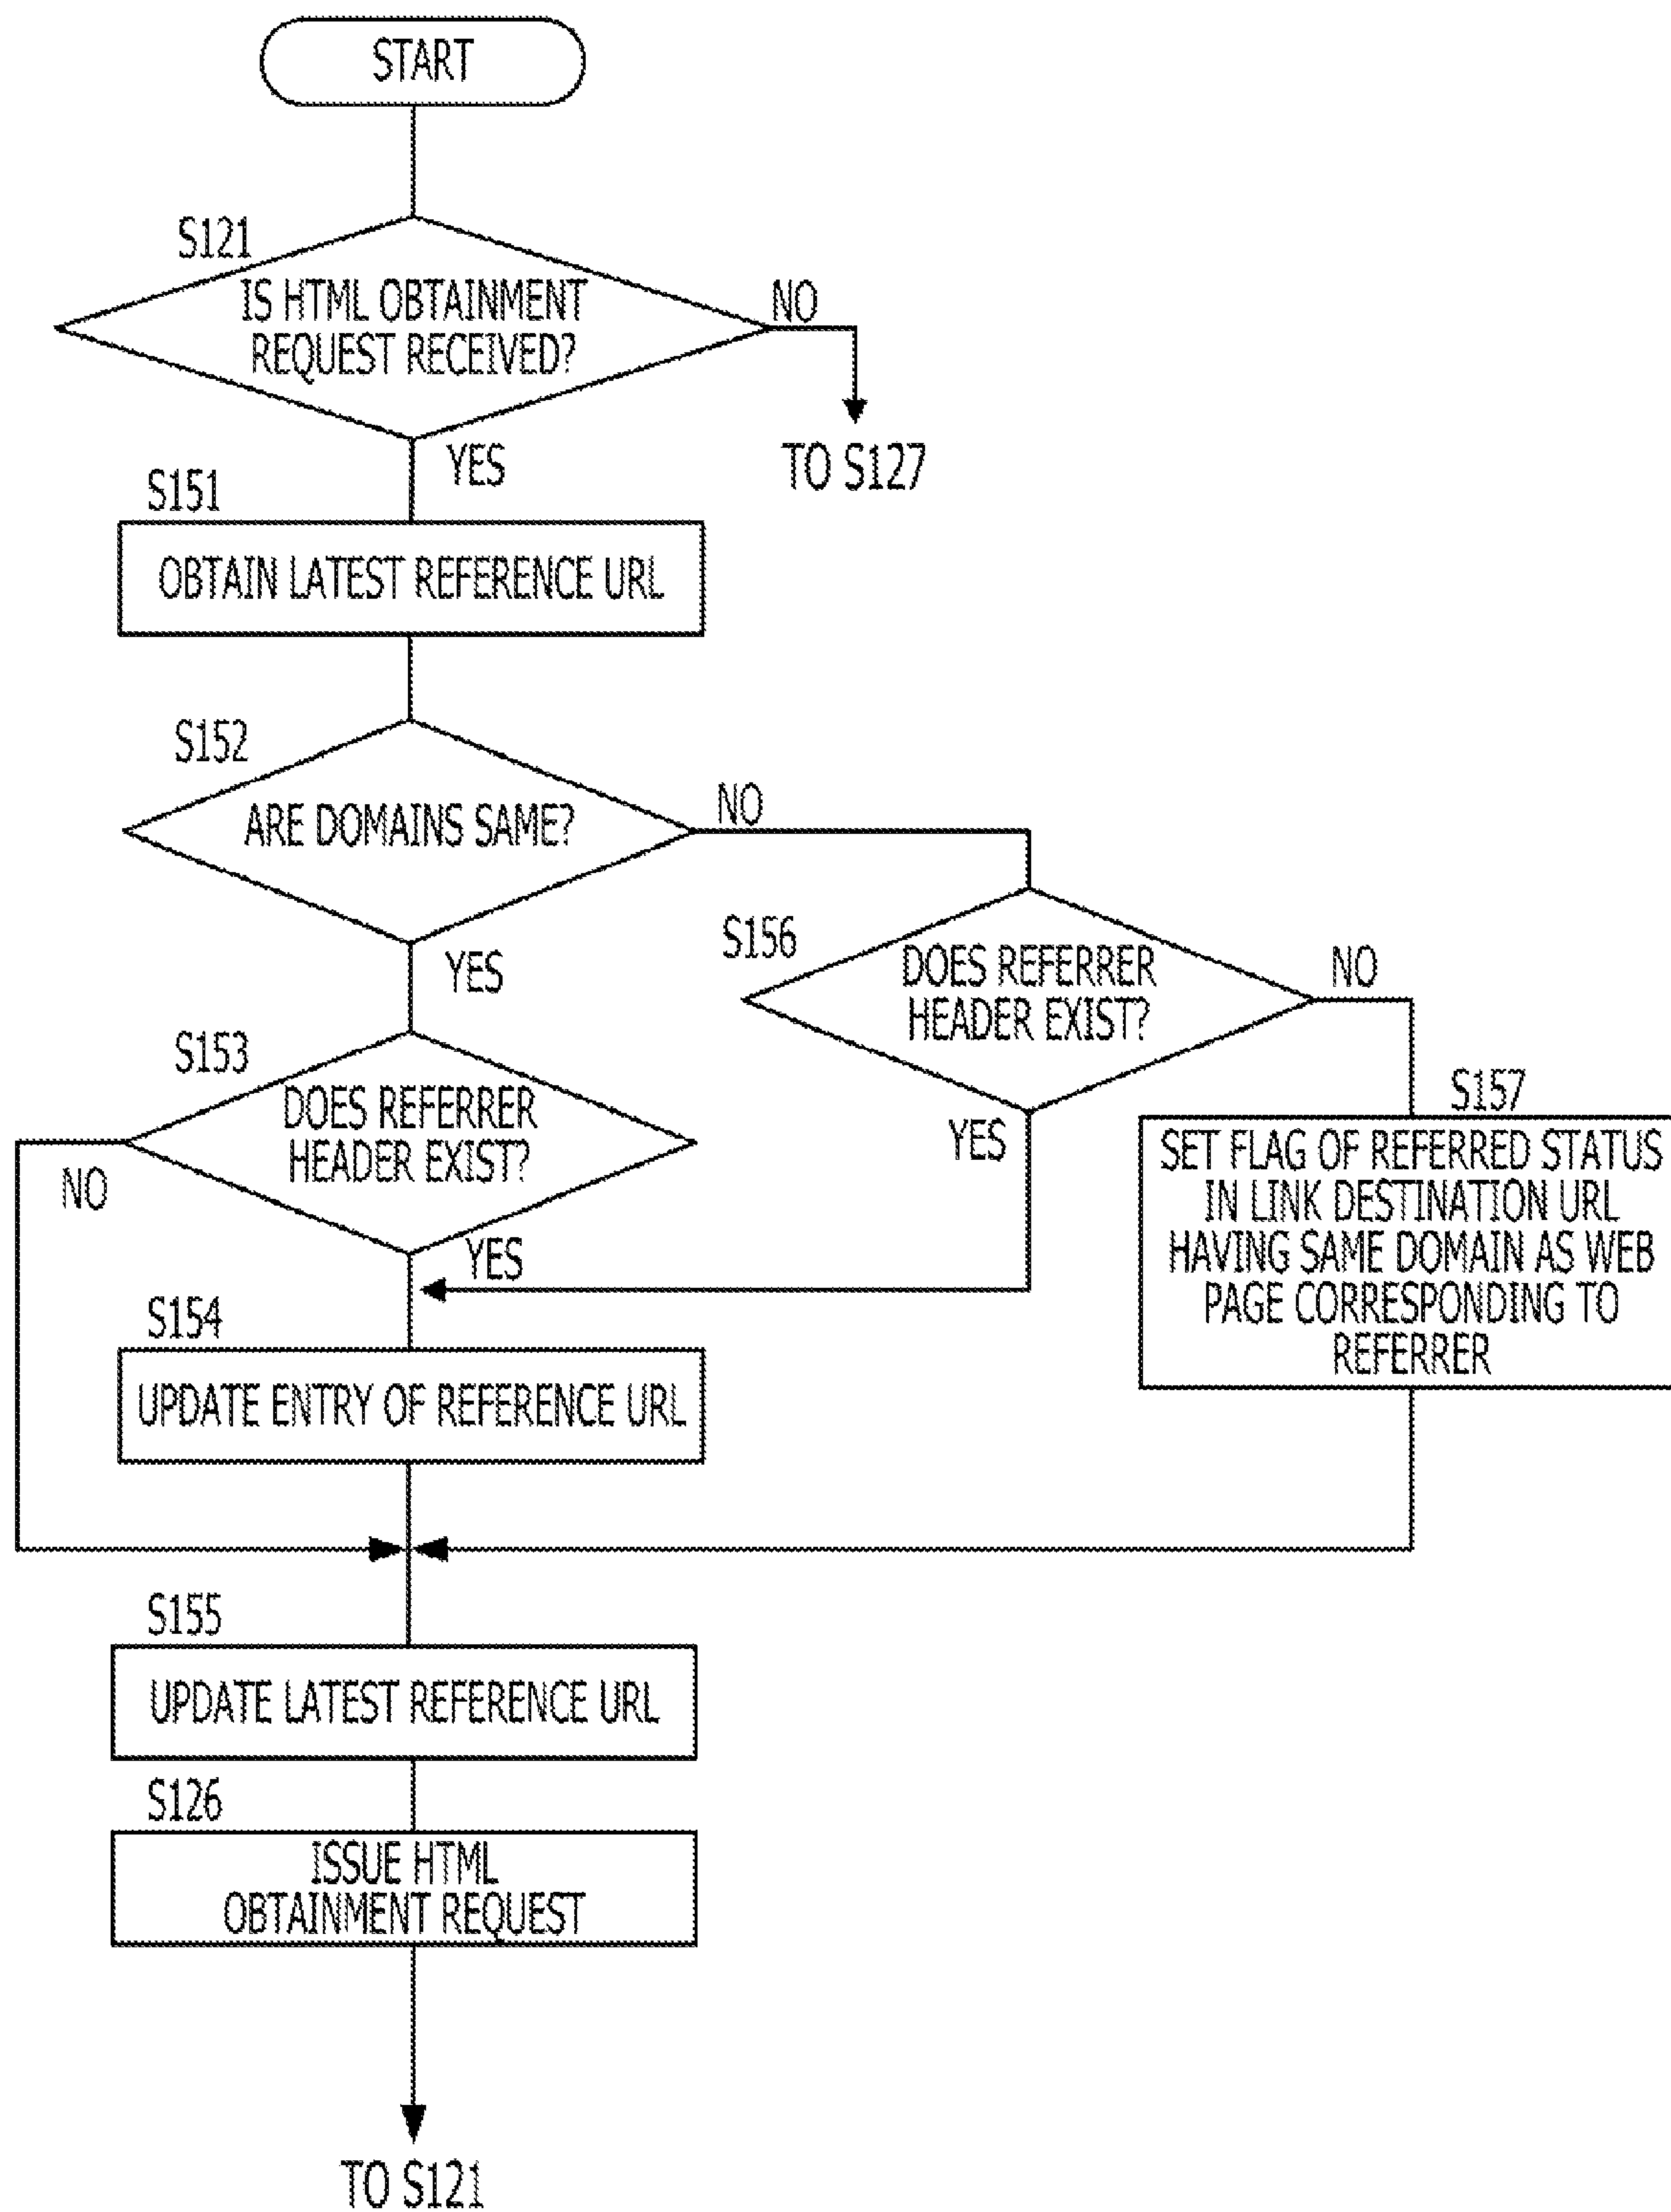 START
S121
IS HTML OBTAINMENT
REQUEST RECEIVED?
NO
TO S127
YES
S151
OBTAIN LATEST REFERENCE URL
S152
ARE DOMAINS SAME?
NO
YES
S156
DOES REFERRER
HEADER EXIST?
NO
YES
S153
DOES REFERRER
HEADER EXIST?
NO
YES
S157
SET FLAG OF REFERRED STATUS
IN LINK DESTINATION URL
HAVING SAME DOMAIN AS WEB
PAGE CORRESPONDING TO
REFERRER
S154
UPDATE ENTRY OF REFERENCE URL
S155
UPDATE LATEST REFERENCE URL
S126
ISSUE HTML
OBTAINMENT REQUEST
TO S121